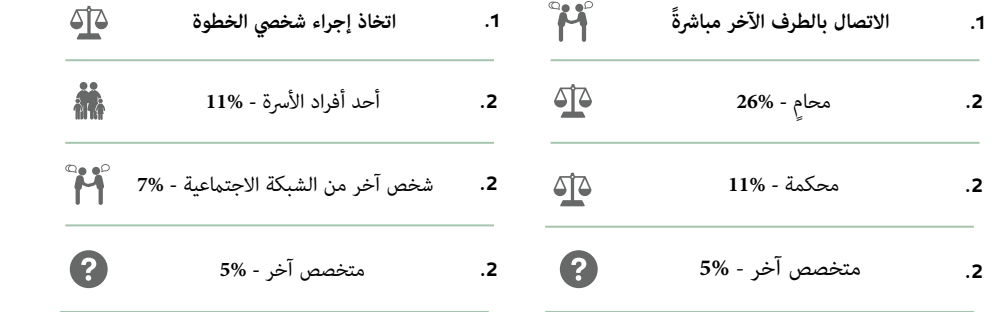 1. الاتصال بالطرف الآخر مباشرةً
2. محامٍ - 26%
2. محكمة - 11%
2. متخصص آخر - 5%
1. اتخاذ إجراء شخصي الخطوة
2. أحد أفراد الأسرة - 11%
2. شخص آخر من الشبكة الاجتماعية - 7%
2. متخصص آخر - 5%